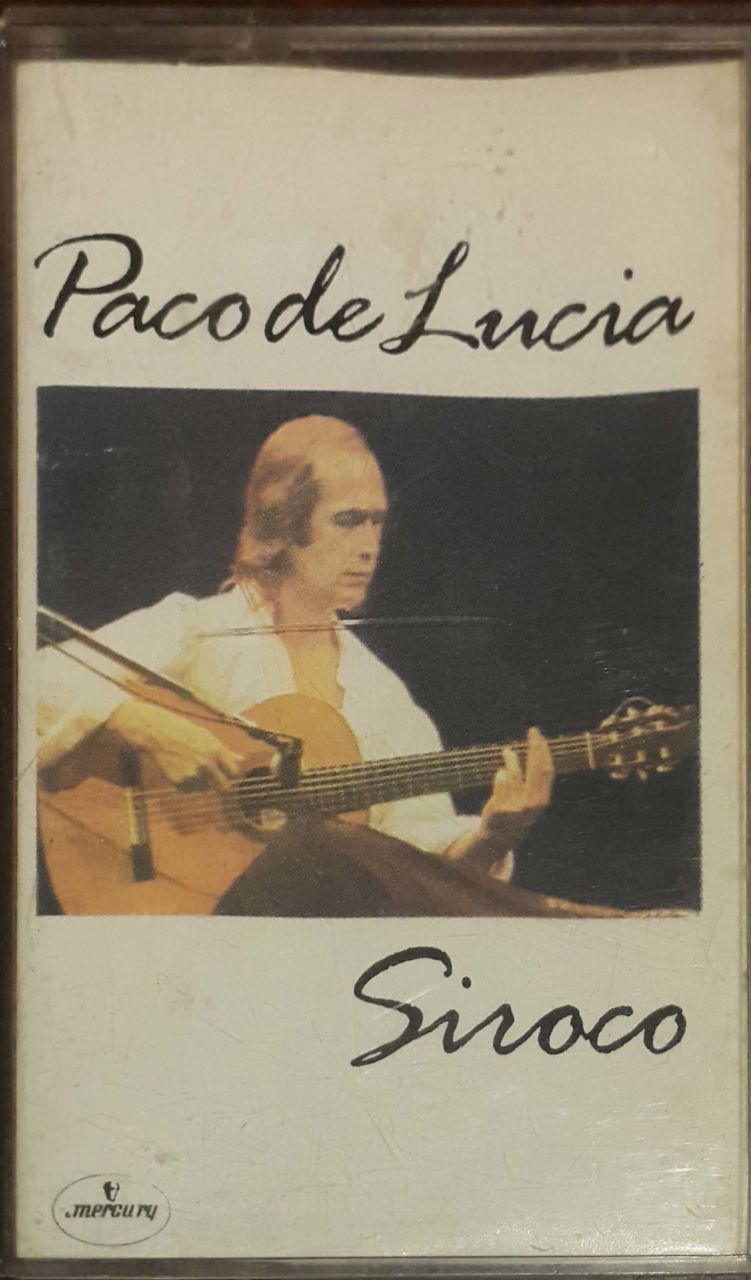 Paco de Lucia
Siroco
mercury